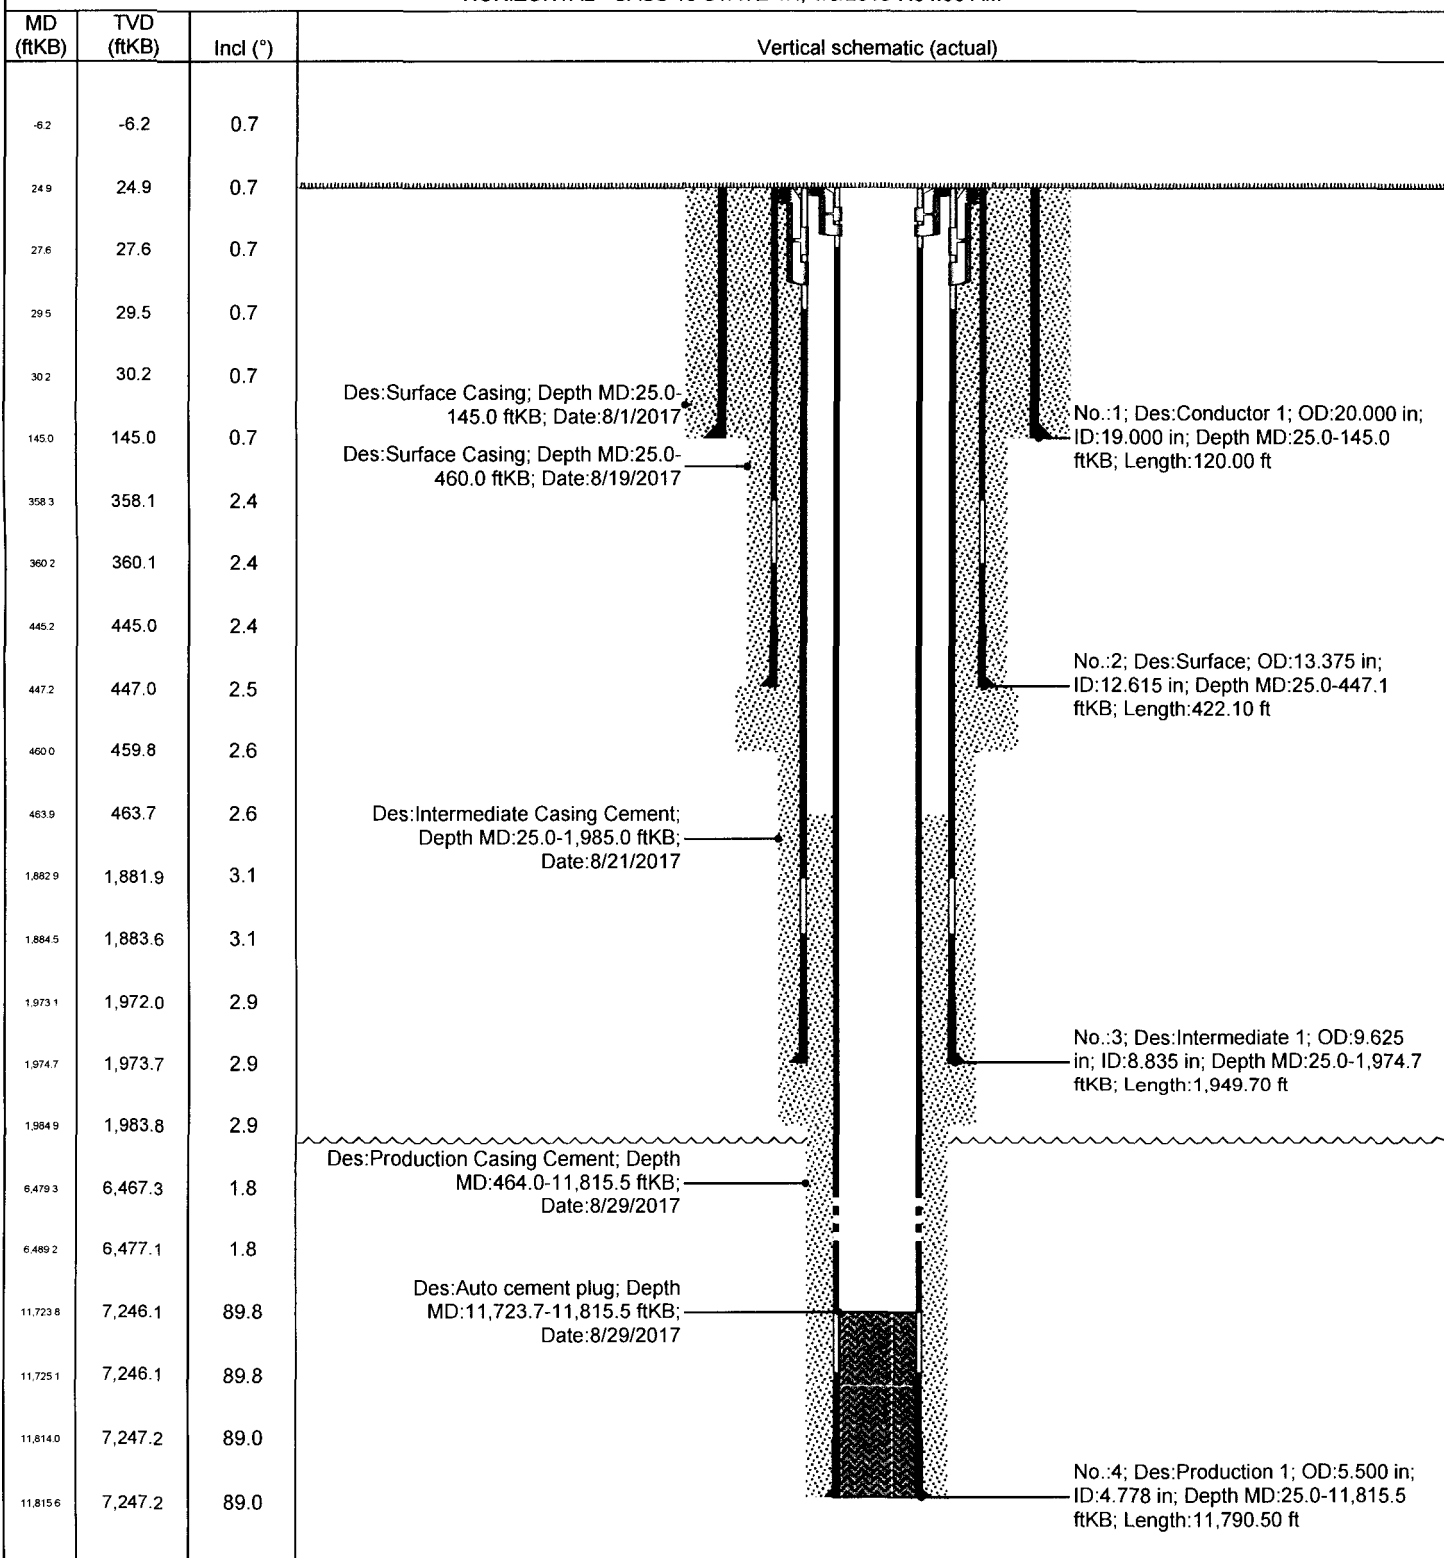 MD (ftKB)
TVD (ftKB)
Incl (°)
Vertical schematic (actual)
-6.2 -6.2 0.7
24.9 24.9 0.7
27.6 27.6 0.7
29.5 29.5 0.7
30.2 30.2 0.7
Des:Surface Casing; Depth MD:25.0-
145.0 ftKB; Date:8/1/2017
No.:1; Des:Conductor 1; OD:20.000 in;
ID:19.000 in; Depth MD:25.0-145.0
ftKB; Length:120.00 ft
145.0 145.0 0.7
Des:Surface Casing; Depth MD:25.0-
460.0 ftKB; Date:8/19/2017
358.3 358.1 2.4
360.2 360.1 2.4
445.2 445.0 2.4
No.:2; Des:Surface; OD:13.375 in;
ID:12.615 in; Depth MD:25.0-447.1
ftKB; Length:422.10 ft
447.2 447.0 2.5
460.0 459.8 2.6
463.9 463.7 2.6
Des:Intermediate Casing Cement;
Depth MD:25.0-1,985.0 ftKB;
Date:8/21/2017
1,882.9 1,881.9 3.1
1,884.5 1,883.6 3.1
1,973.1 1,972.0 2.9
No.:3; Des:Intermediate 1; OD:9.625
in; ID:8.835 in; Depth MD:25.0-1,974.7
ftKB; Length:1,949.70 ft
1,974.7 1,973.7 2.9
1,984.9 1,983.8 2.9
Des:Production Casing Cement; Depth
MD:464.0-11,815.5 ftKB;
Date:8/29/2017
6,479.3 6,467.3 1.8
6,489.2 6,477.1 1.8
Des:Auto cement plug; Depth
MD:11,723.7-11,815.5 ftKB;
Date:8/29/2017
11,723.8 7,246.1 89.8
11,725.1 7,246.1 89.8
11,814.0 7,247.2 89.0
No.:4; Des:Production 1; OD:5.500 in;
ID:4.778 in; Depth MD:25.0-11,815.5
ftKB; Length:11,790.50 ft
11,815.6 7,247.2 89.0